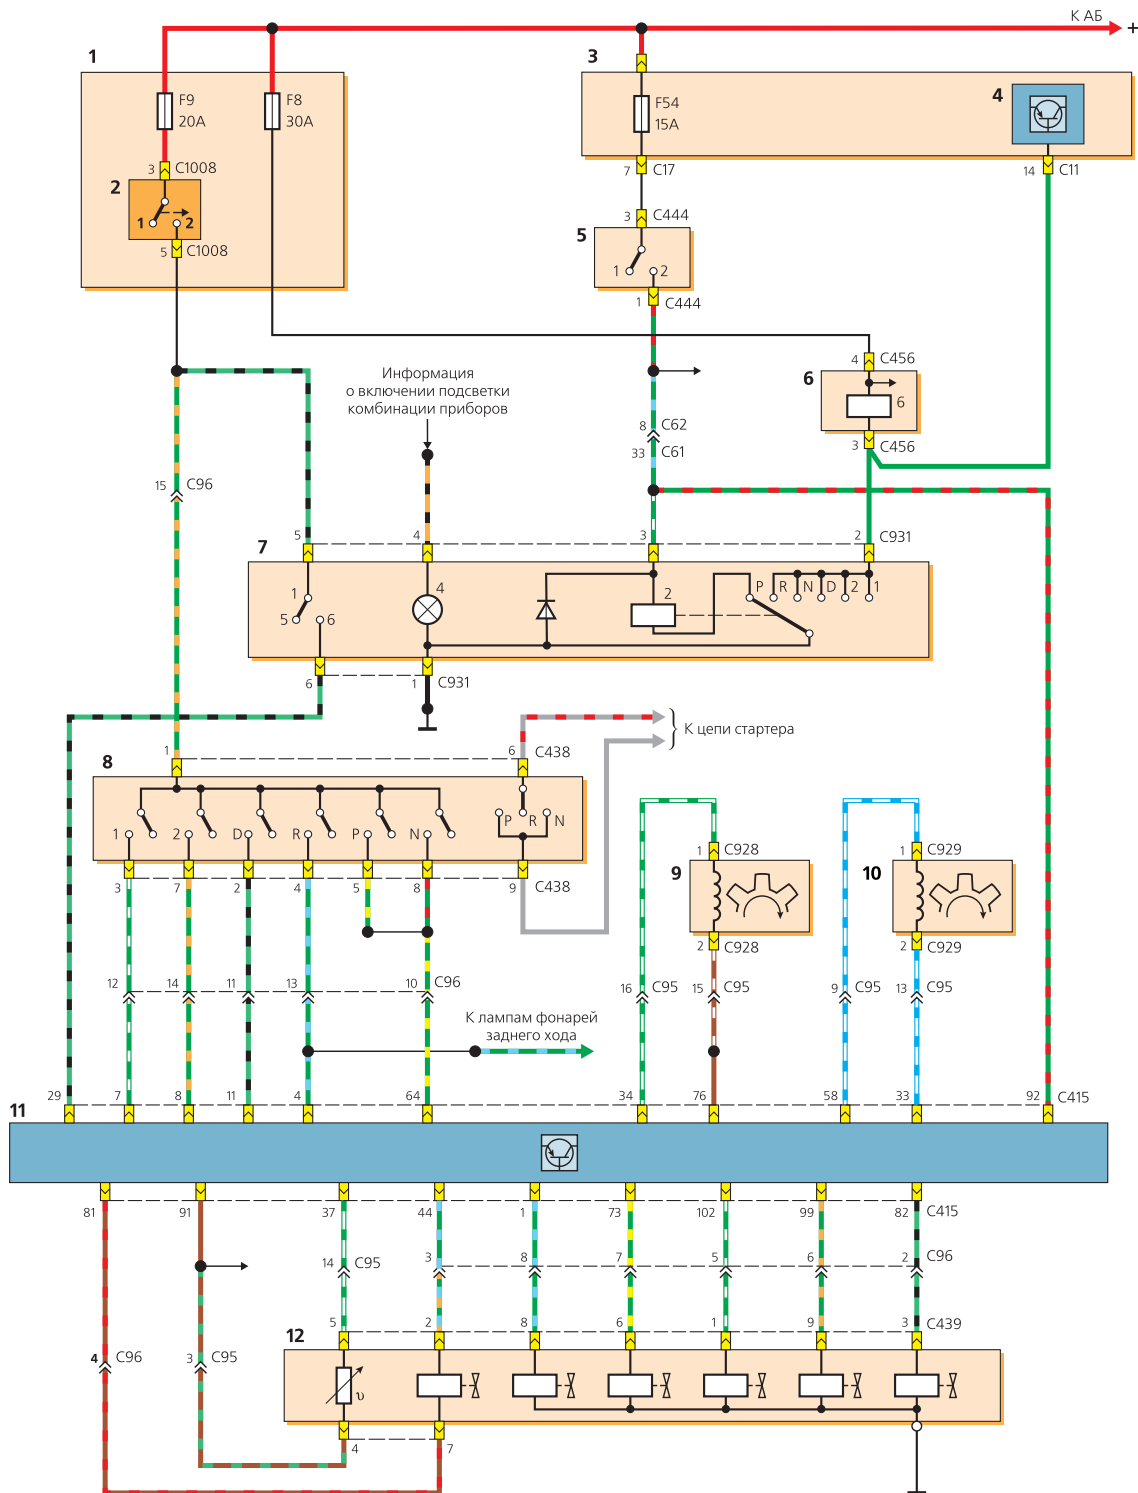 К АБ
+
1
3
F9
20A
F8
30A
F54
15A
4
3
C1008
7
C17
14
C11
2
1
2
3
C444
5
C1008
5
1
2
1
C444
Информация
о включении подсветки
комбинации приборов
4
C456
6
6
8
C62
33
C61
3
C456
15
C96
5
4
3
2
C931
7
1
5
6
4
2
P
R
N
D
2
1
6
1
C931
К цепи стартера
1
6
C438
8
1
2
D
R
P
N
P
R
N
3
7
2
4
5
8
9
C438
1
C928
9
2
C928
1
C929
10
2
C929
12
14
11
13
10
C96
16
C95
15
C95
9
C95
13
C95
К лампам фонарей
заднего хода
29
7
8
11
4
64
34
76
58
33
92
C415
11
81
91
37
44
1
73
102
99
82
C415
14
C95
3
8
7
5
6
2
C96
5
2
8
6
1
9
3
C439
12
4
C96
3
C95
υ
4
7